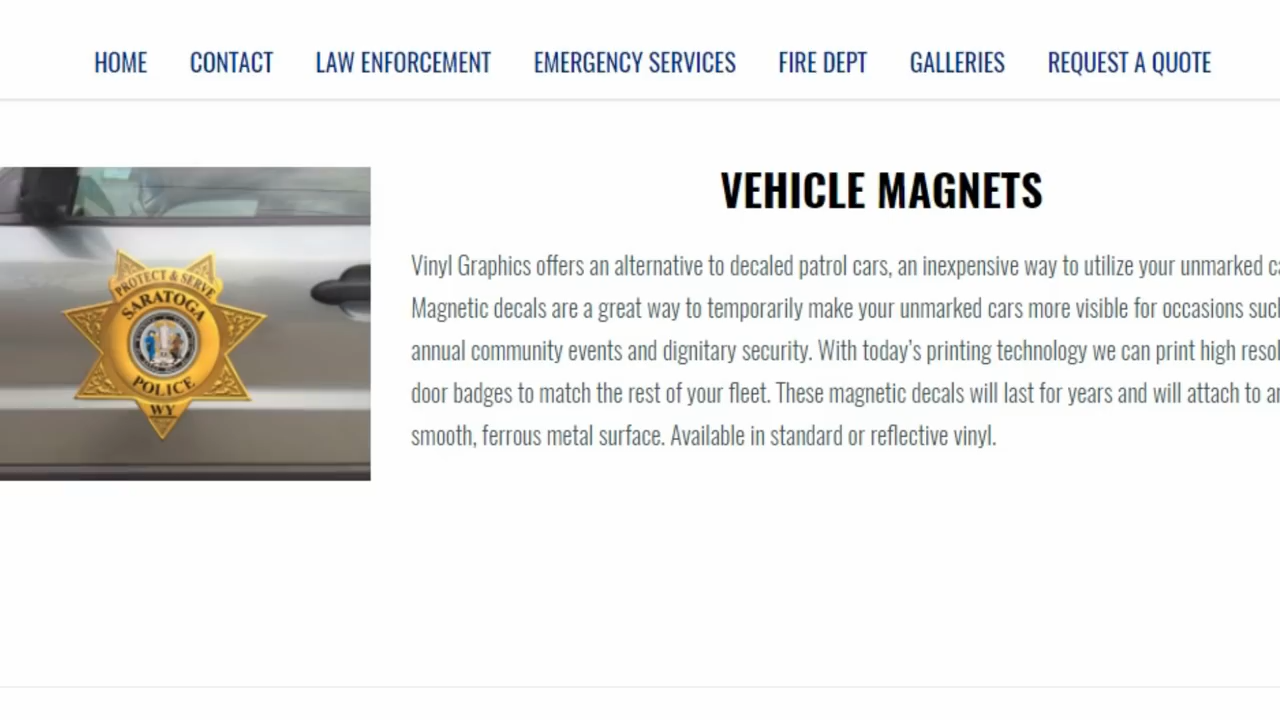 HOME CONTACT LAW ENFORCEMENT EMERGENCY SERVICES FIRE DEPT GALLERIES REQUEST A QUOTE
VEHICLE MAGNETS
Vinyl Graphics offers an alternative to decaled patrol cars, an inexpensive way to utilize your unmarked
Magnetic decals are a great way to temporarily make your unmarked cars more visible for occasions
annual community events and dignitary security. With today's printing technology we can print high
door badges to match the rest of your fleet. These magnetic decals will last for years and will attach to
smooth, ferrous metal surface. Available in standard or reflective vinyl.
PROTECT & SERVE
SARATOGA
POLICE
WY